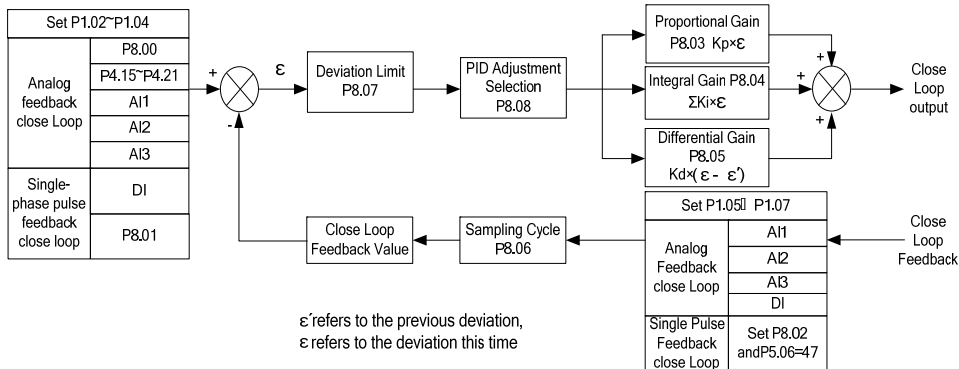 Set P1.02~P1.04
Analog
feedback
close Loop
P8.00
P4.15~P4.21
AI1
AI2
AI3
Single-
phase pulse
feedback
close loop
DI
P8.01
+
-
ε
Deviation Limit
P8.07
PID Adjustment
Selection
P8.08
Proportional Gain
P8.03 Kp×ε
Integral Gain P8.04
ΣKi×ε
Differential Gain
P8.05
Kd×(ε - ε′)
+
+
+
Close
Loop
output
Close Loop
Feedback Value
Sampling Cycle
P8.06
Set P1.05▯ P1.07
Analog
Feedback
close Loop
AI1
AI2
AI3
DI
Single Pulse
Feedback
close Loop
Set P8.02
andP5.06=47
Close
Loop
Feedback
ε′refers to the previous deviation,
ε refers to the deviation this time